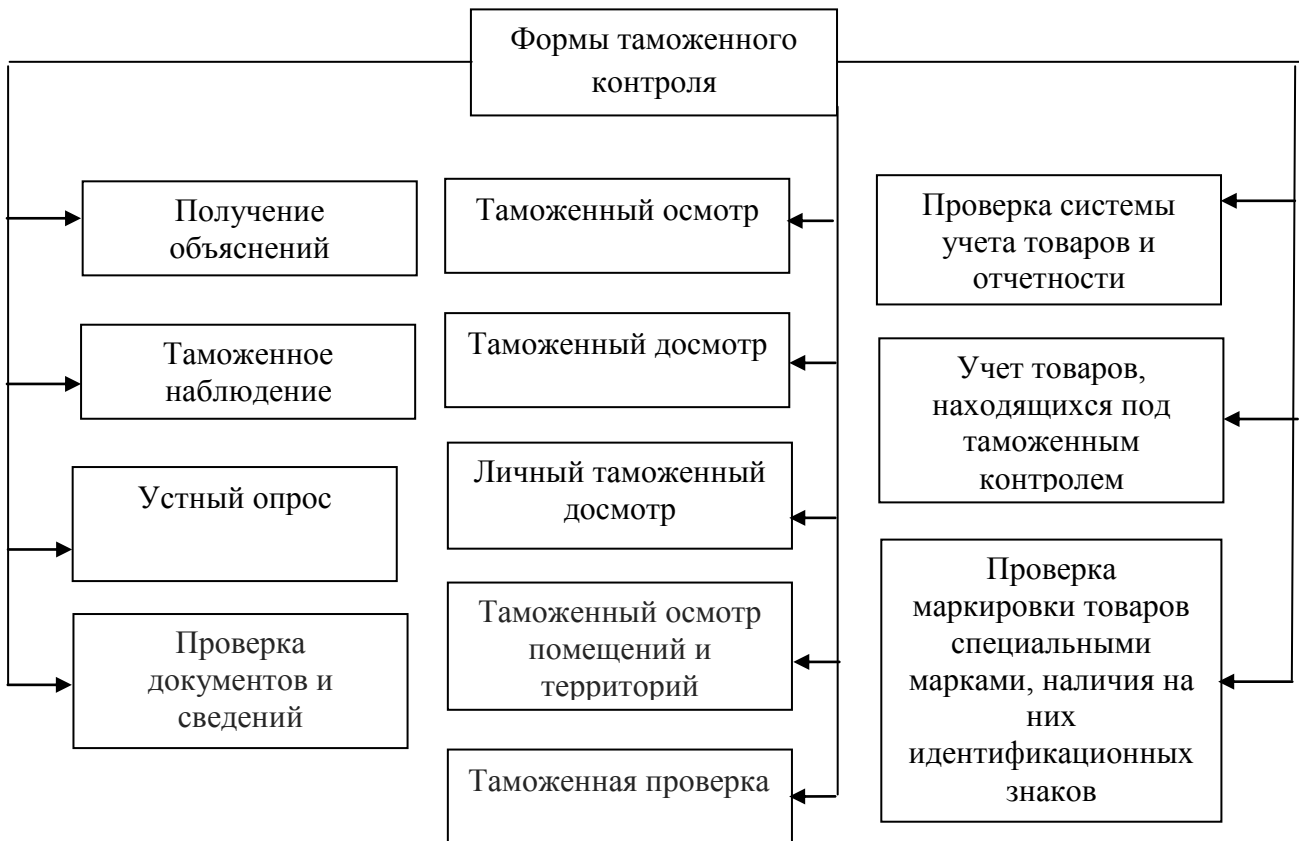 Формы таможенного
контроля
Получение
объяснений
Таможенное
наблюдение
Устный опрос
Проверка
документов и
сведений
Таможенный осмотр
Таможенный досмотр
Личный таможенный
досмотр
Таможенный осмотр
помещений и
территорий
Таможенная проверка
Проверка системы
учета товаров и
отчетности
Учет товаров,
находящихся под
таможенным
контролем
Проверка
маркировки товаров
специальными
марками, наличия на
них
идентификационных
знаков